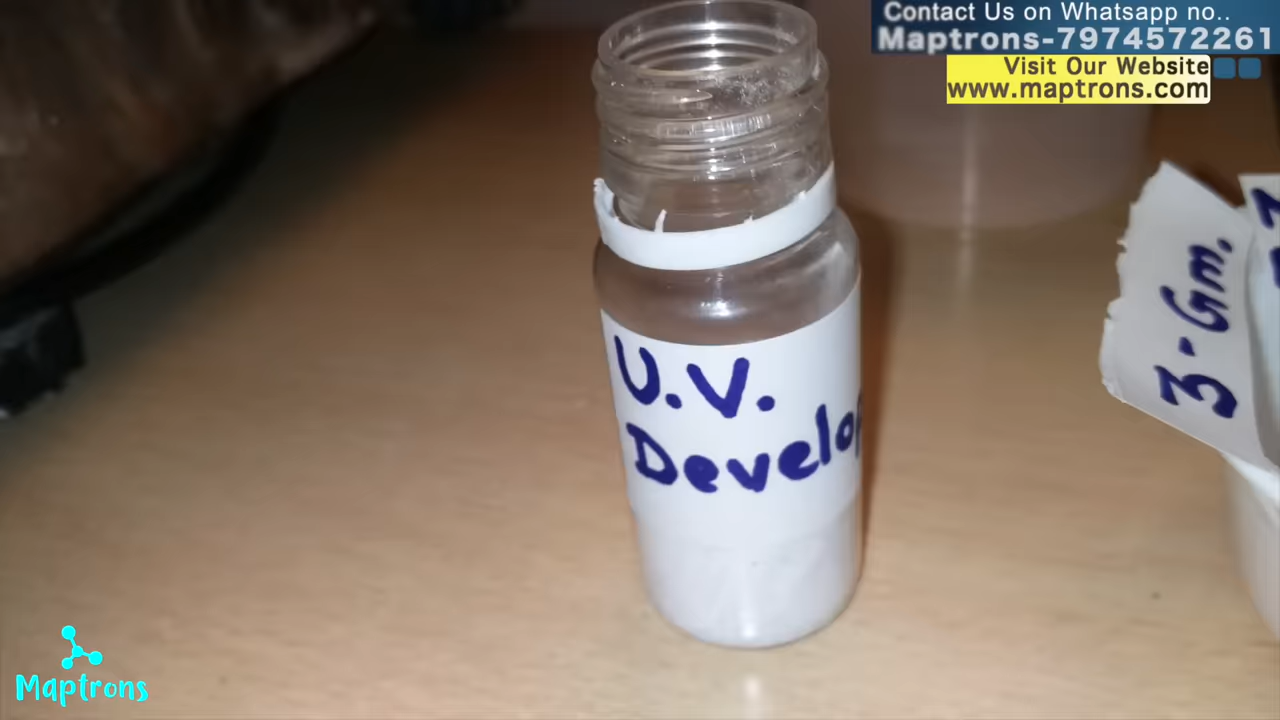 Contact Us on Whatsapp no..
Maptrons-7974572261
Visit Our Website
www.maptrons.com
U.V.
Develop
3-Gm.
Maptrons